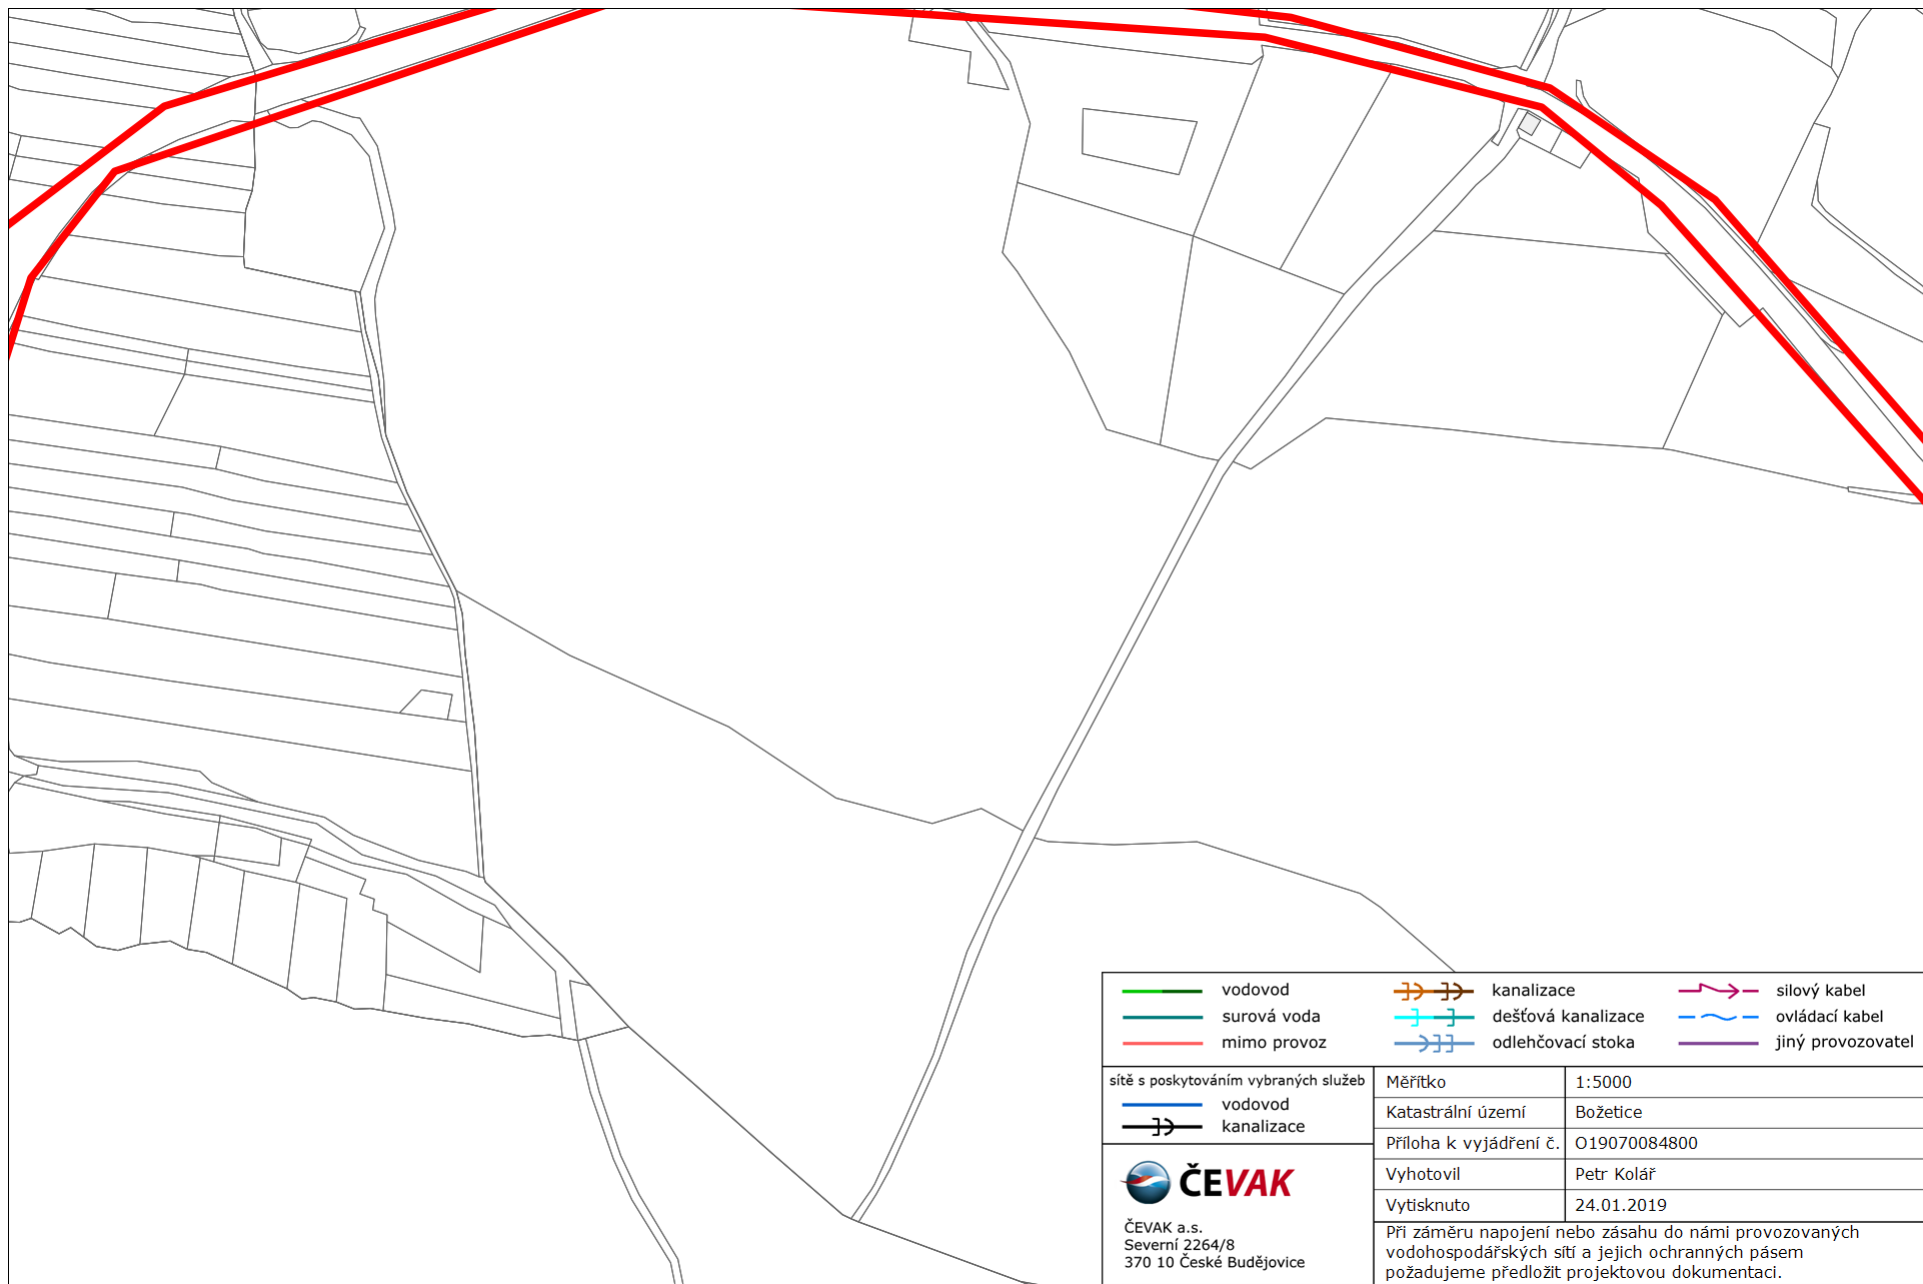 vodovod
surová voda
mimo provoz
kanalizace
dešťová kanalizace
odlehčovací stoka
silový kabel
ovládací kabel
jiný provozovatel
sítě s poskytováním vybraných služeb
vodovod
kanalizace
ČEVAK
ČEVAK a.s.
Severní 2264/8
370 10 České Budějovice
Měřítko 1:5000
Katastrální území Božetice
Příloha k vyjádření č. O19070084800
Vyhotovil Petr Kolář
Vytisknuto 24.01.2019
Při záměru napojení nebo zásahu do námi provozovaných
vodohospodářských sítí a jejich ochranných pásem
požadujeme předložit projektovou dokumentaci.